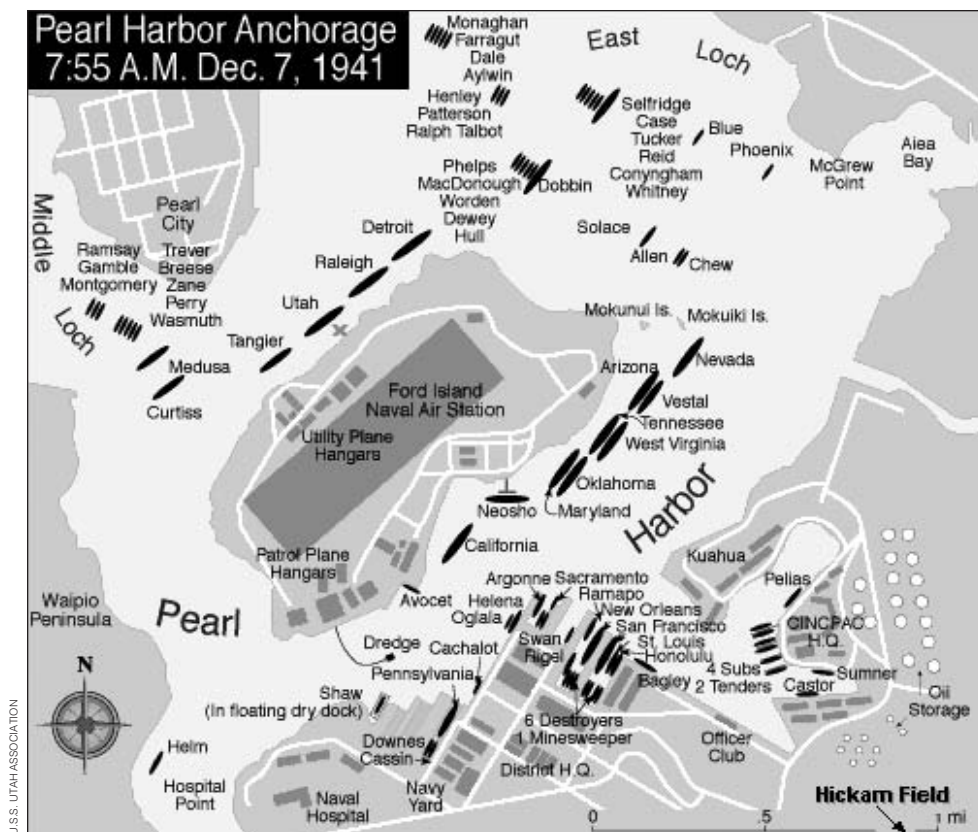 Pearl Harbor Anchorage
7:55 A.M. Dec. 7, 1941
Monaghan
Farragut
Dale
Aylwin
Henley
Patterson
Ralph Talbot
East
Loch
Selfridge
Case
Tucker
Reid
Conyngham
Whitney
Blue
Phoenix
McGrew
Point
Aiea
Bay
Phelps
MacDonough
Worden
Dewey
Hull
Dobbin
Pearl
City
Middle
Loch
Ramsay
Gamble
Montgomery
Trever
Breese
Zane
Perry
Wasmuth
Detroit
Raleigh
Utah
Tangier
Medusa
Curtiss
Solace
Allen
Chew
Mokunui Is.
Mokuiki Is.
Nevada
Arizona
Vestal
Tennessee
West Virginia
Oklahoma
Maryland
Ford Island
Naval Air Station
Utility Plane
Hangars
Neosho
California
Harbor
Patrol Plane
Hangars
Avocet
Waipio
Peninsula
Pearl
Kuahua
Pelias
CINCPAC
H.Q.
4 Subs
2 Tenders
Sumner
Castor
Oil
Storage
Argonne
Sacramento
Ramapo
Helena
Oglala
New Orleans
San Francisco
St. Louis
Honolulu
Swan
Rigel
Bagley
Dredge
Cachalot
Pennsylvania
Shaw
(In floating dry dock)
Downes
Cassin
6 Destroyers
1 Minesweeper
District H.Q.
Officer
Club
N
Helm
Hospital
Point
Naval
Hospital
Navy
Yard
Hickam Field
0 .5 1 mi
U.S.S. UTAH ASSOCIATION